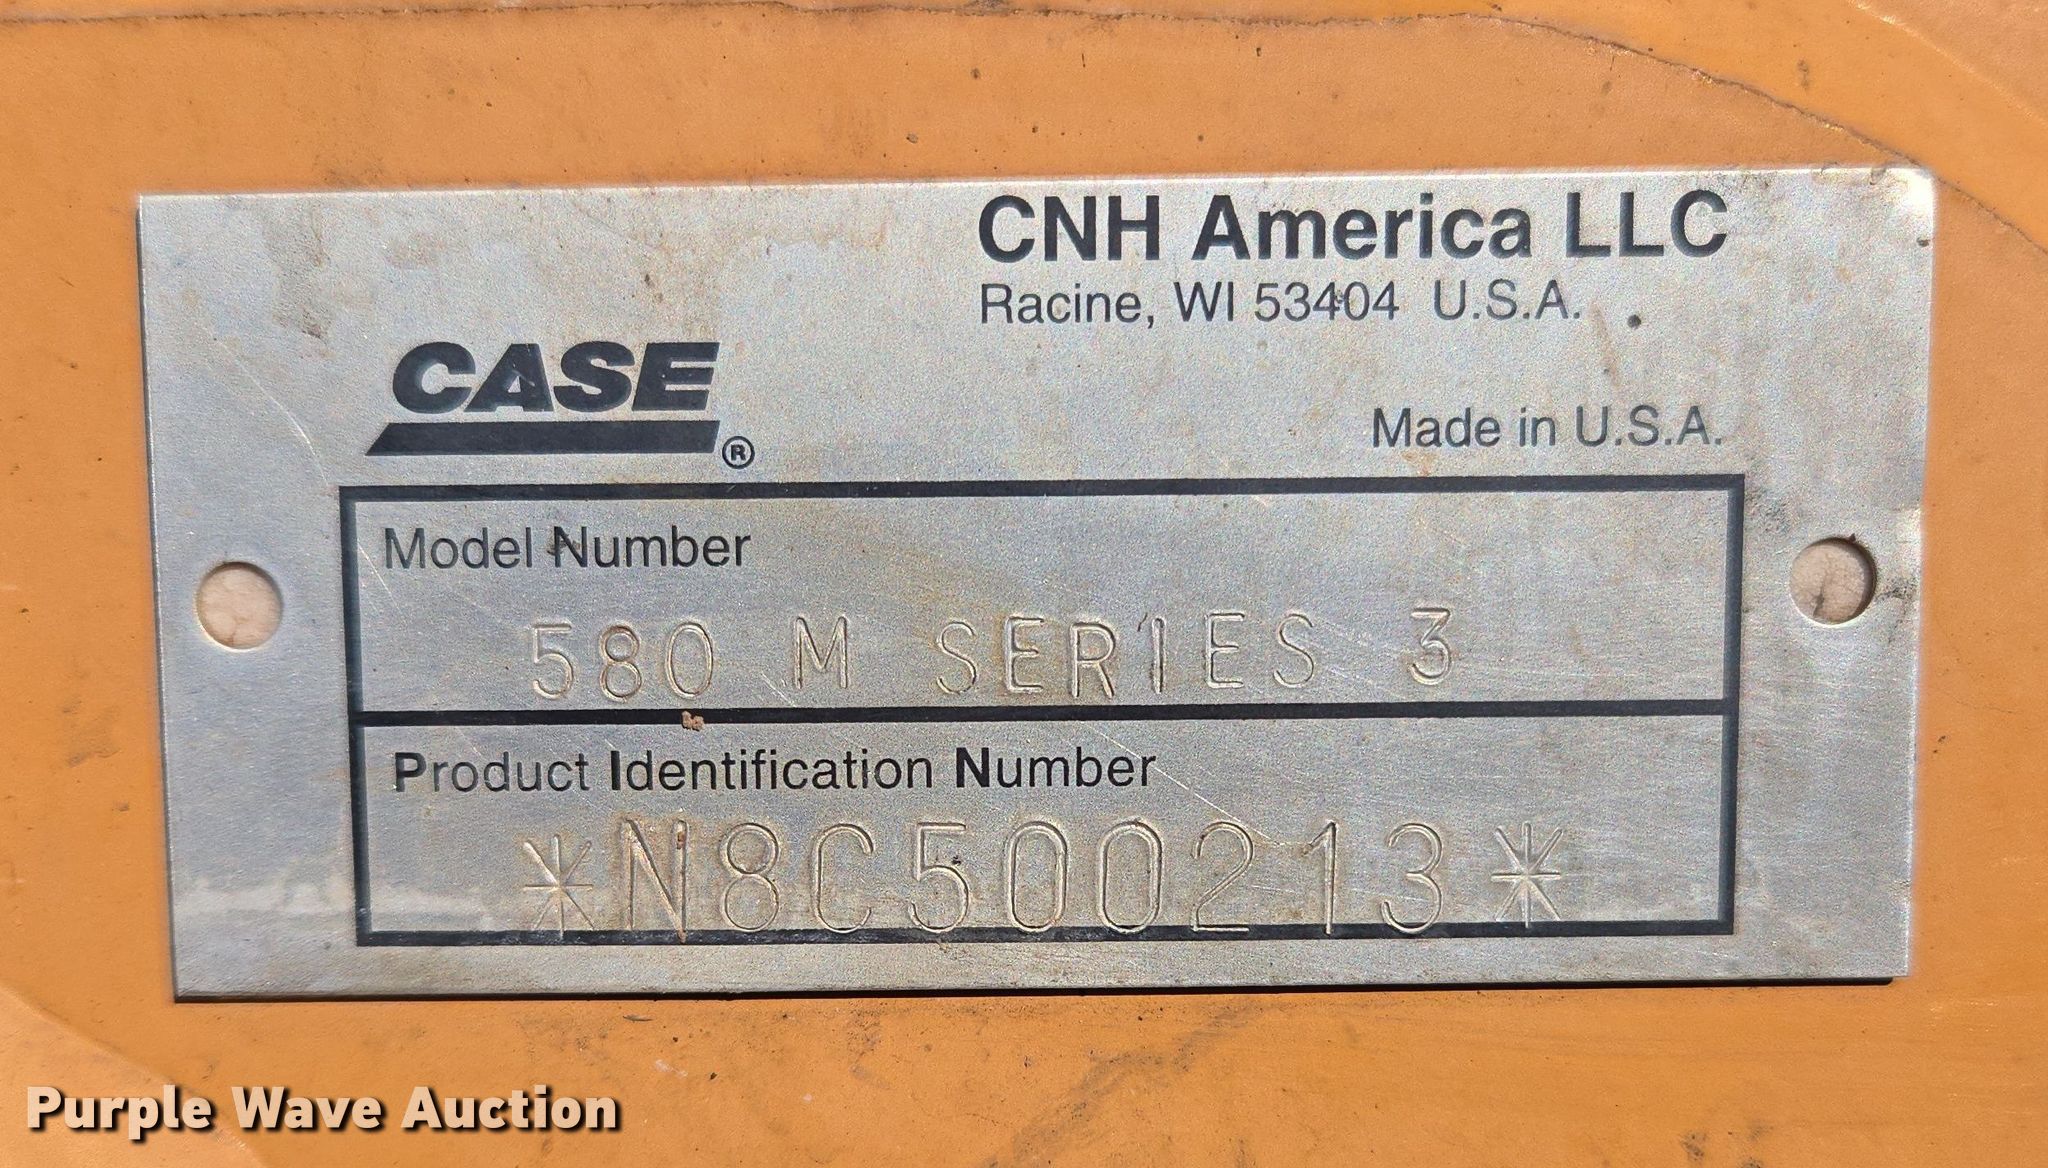 CNH America LLC
Racine, WI 53404 U.S.A.
CASE®
Made in U.S.A.
Model Number
580 M SERIES 3
Product Identification Number
*N8C500213*
Purple Wave Auction